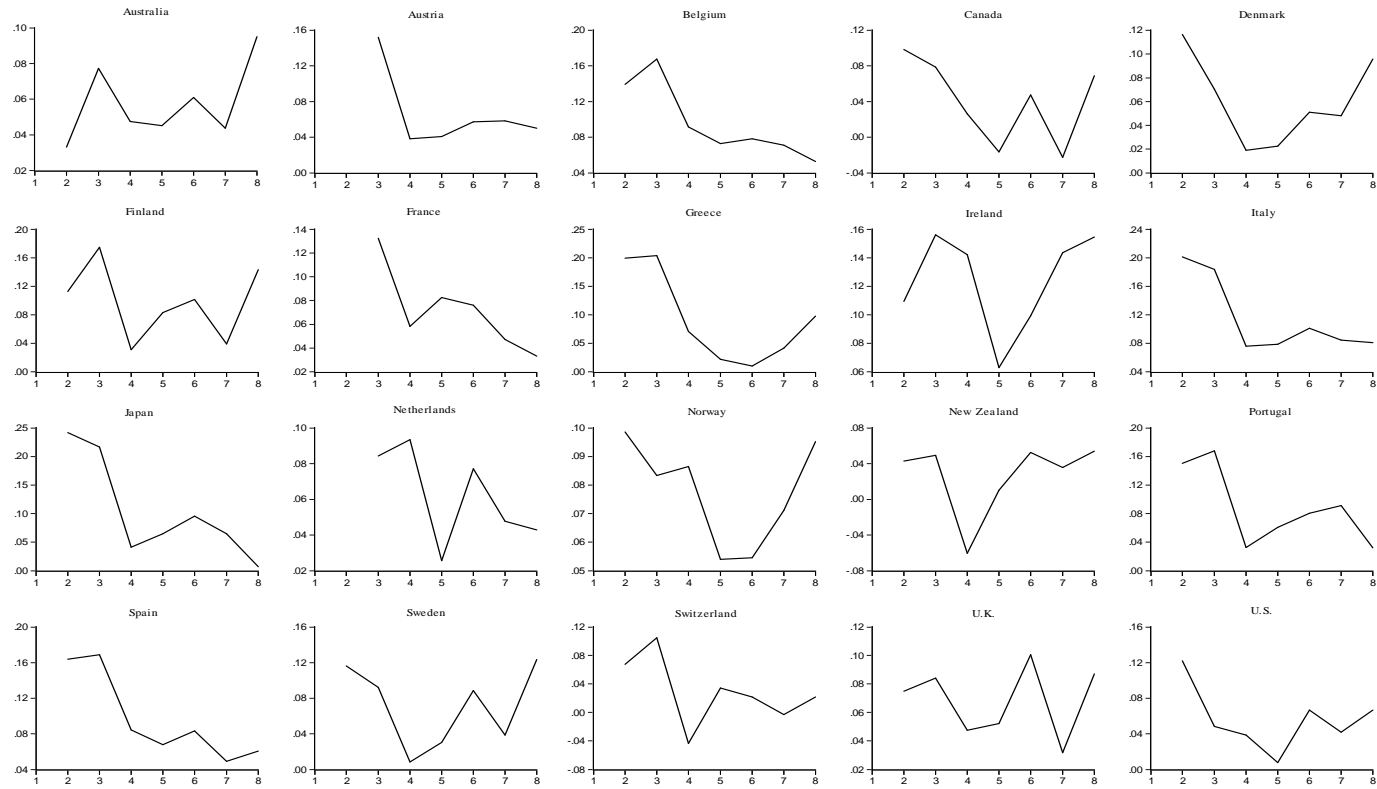 Australia
.10
.08
.06
.04
.02
1 2 3 4 5 6 7 8
Austria
.16
.12
.08
.04
.00
1 2 3 4 5 6 7 8
Belgium
.20
.16
.12
.08
.04
1 2 3 4 5 6 7 8
Canada
.12
.08
.04
.00
-.04
1 2 3 4 5 6 7 8
Denmark
.12
.10
.08
.06
.04
.02
.00
1 2 3 4 5 6 7 8
Finland
.20
.16
.12
.08
.04
.00
1 2 3 4 5 6 7 8
France
.14
.12
.10
.08
.06
.04
.02
1 2 3 4 5 6 7 8
Greece
.25
.20
.15
.10
.05
.00
1 2 3 4 5 6 7 8
Ireland
.16
.14
.12
.10
.08
.06
1 2 3 4 5 6 7 8
Italy
.24
.20
.16
.12
.08
.04
1 2 3 4 5 6 7 8
Japan
.25
.20
.15
.10
.05
.00
1 2 3 4 5 6 7 8
Netherlands
.10
.08
.06
.04
.02
1 2 3 4 5 6 7 8
Norway
.10
.09
.08
.07
.06
.05
1 2 3 4 5 6 7 8
New Zealand
.08
.04
.00
-.04
-.08
1 2 3 4 5 6 7 8
Portugal
.20
.16
.12
.08
.04
.00
1 2 3 4 5 6 7 8
Spain
.20
.16
.12
.08
.04
1 2 3 4 5 6 7 8
Sweden
.16
.12
.08
.04
.00
1 2 3 4 5 6 7 8
Switzerland
.12
.08
.04
.00
-.04
-.08
1 2 3 4 5 6 7 8
U.K.
.12
.10
.08
.06
.04
.02
1 2 3 4 5 6 7 8
U.S.
.16
.12
.08
.04
.00
1 2 3 4 5 6 7 8